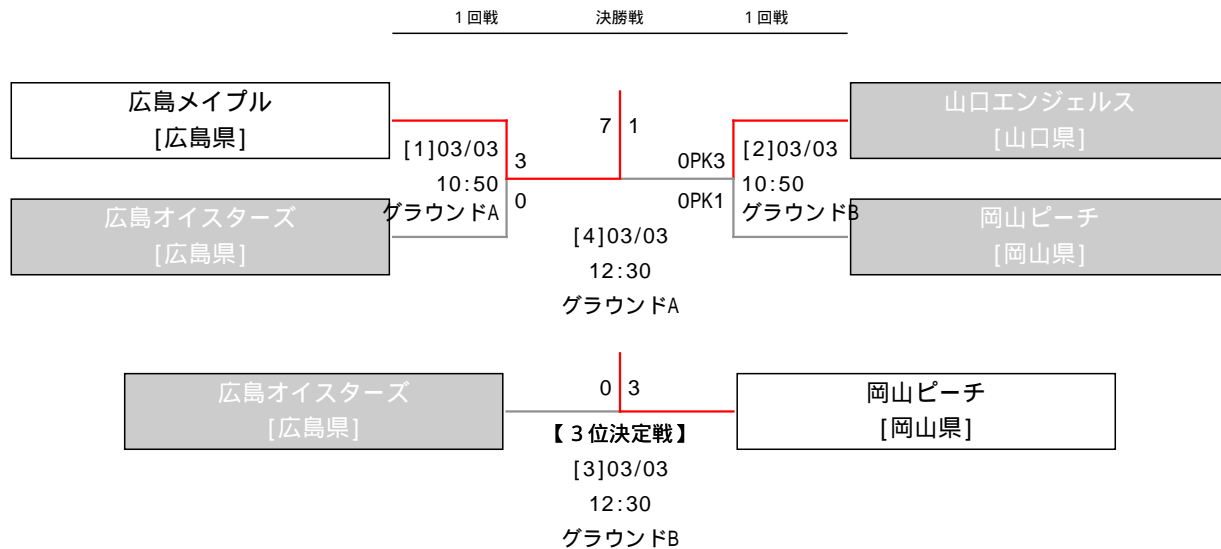 1回戦 決勝戦 1回戦
広島メイプル
[広島県]
山口エンジェルス
[山口県]
7 1
[1]03/03
3
10:50
0
グラウンドA
0PK3
[2]03/03
0PK1
10:50
グラウンドB
広島オイスターズ
[広島県]
岡山ピーチ
[岡山県]
[4]03/03
12:30
グラウンドA
広島オイスターズ
[広島県]
0 3
岡山ピーチ
[岡山県]
【3位決定戦】
[3]03/03
12:30
グラウンドB